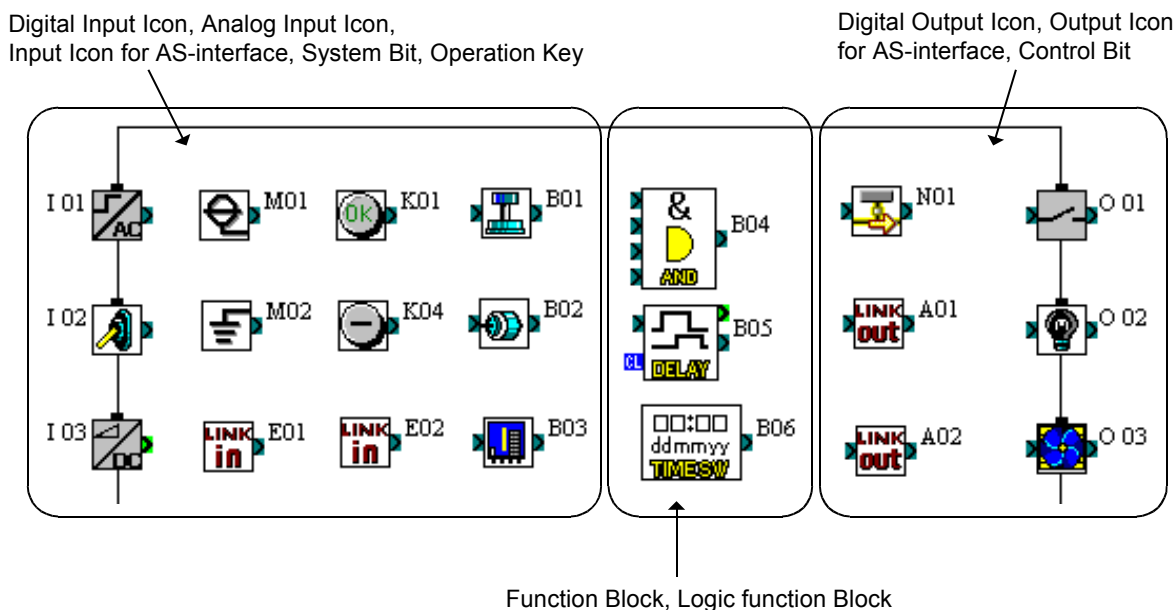 Digital Input Icon, Analog Input Icon,
Input Icon for AS-interface, System Bit, Operation Key
Digital Output Icon, Output Icon
for AS-interface, Control Bit
I 01
AC
M01
OK
K01
B01
&
AND
B04
N01
O 01
I 02
M02
K04
B02
CL
DELAY
B05
LINK
out
A01
O 02
I 03
DC
LINK
in
E01
LINK
in
E02
B03
ddmmyy
TIMESW
B06
LINK
out
A02
O 03
Function Block, Logic function Block